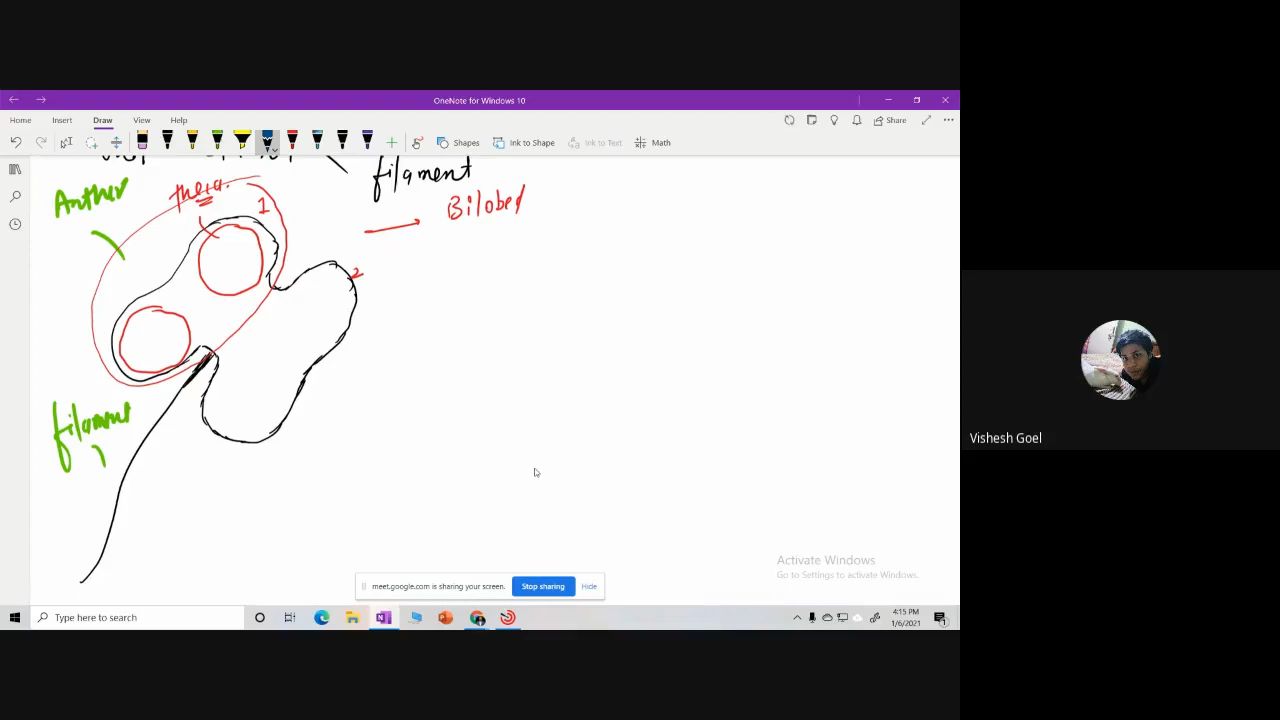 OneNote for Windows 10
Home Insert Draw View Help
Share
Shapes Ink to Shape Ink to Text Math
filament
Anther
theca.
1
Bilobed
2
filament
Vishesh Goel
Activate Windows
Go to Settings to activate Windows.
meet.google.com is sharing your screen. Stop sharing Hide
Type here to search
4:15 PM
1/6/2021
1